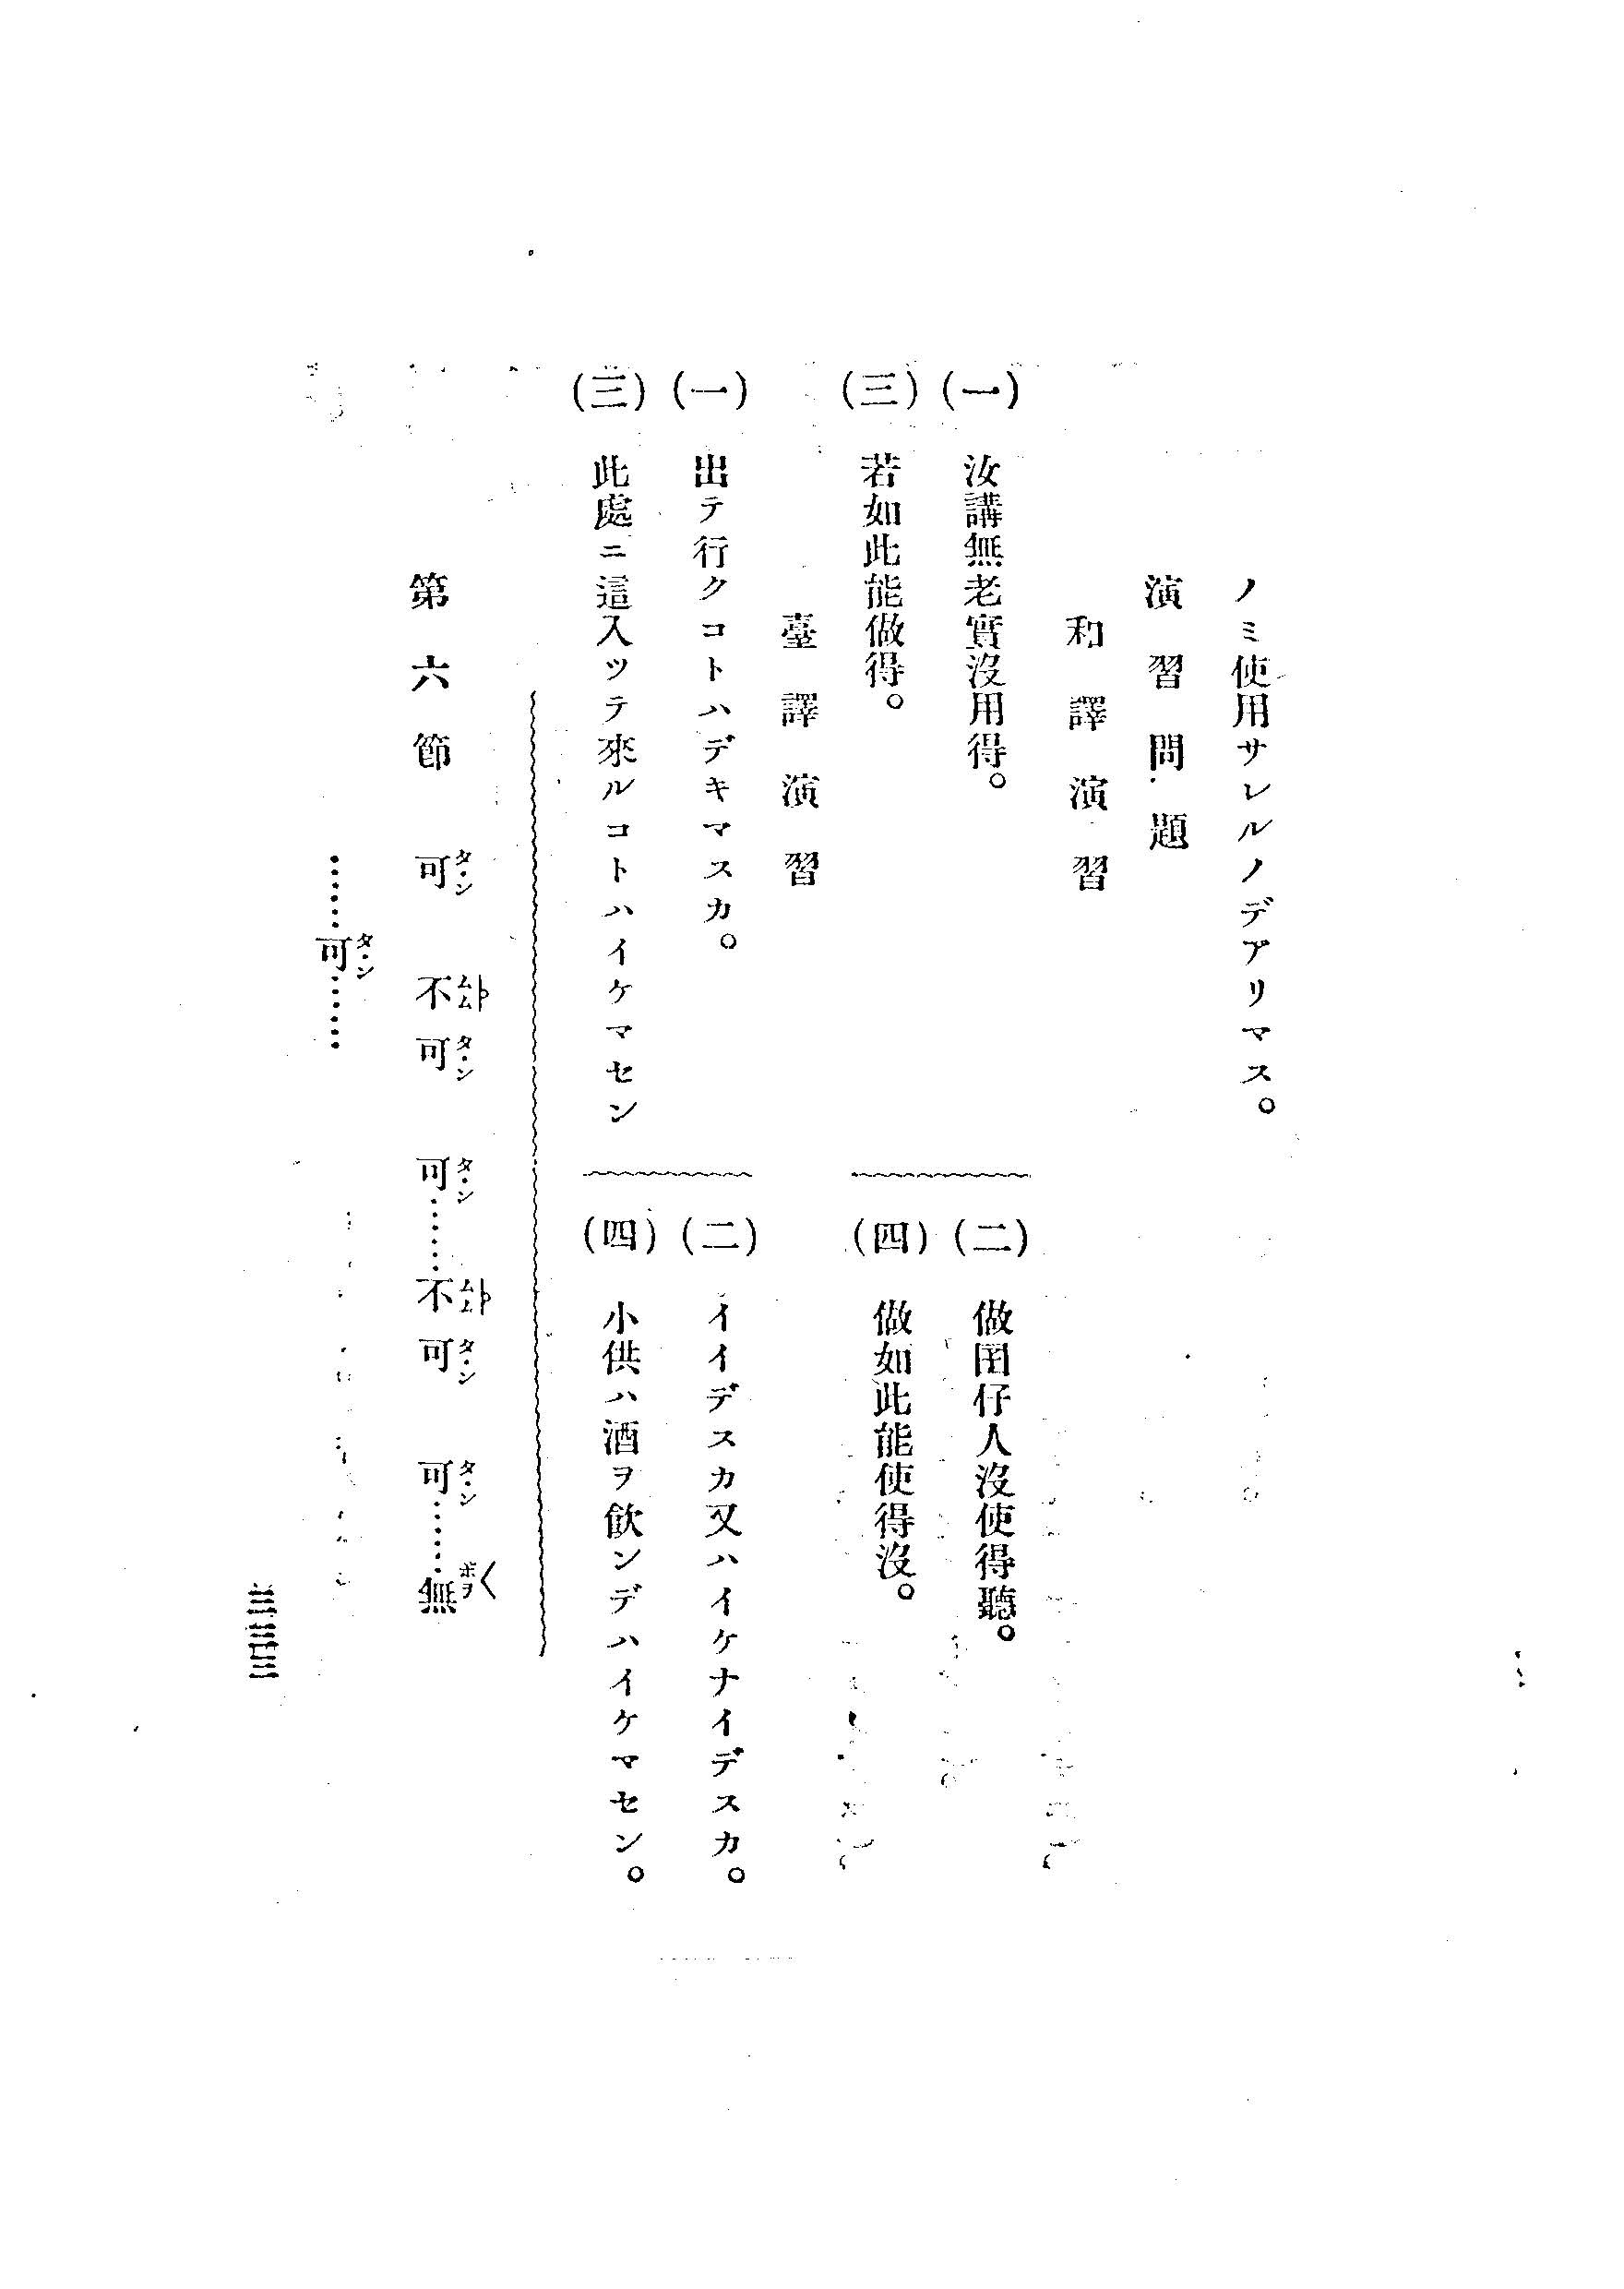 ノミ使用サレルノデアリマス。
演習問題
和譯演習
(一) 汝講無老實沒用得。
(二) 做囝仔人沒使得聽。
(三) 若如此能做得。
(四) 做如此能使得沒。
臺譯演習
(一) 出テ行クコトハデキマスカ。
(二) イイデスカ又ハイケナイデスカ。
(三) 此處ニ這入ッテ來ルコトハイケマセン
(四) 小供ハ酒ヲ飮ンデハイケマセン。
第六節 可 不可 可……不可 可……無
……可……